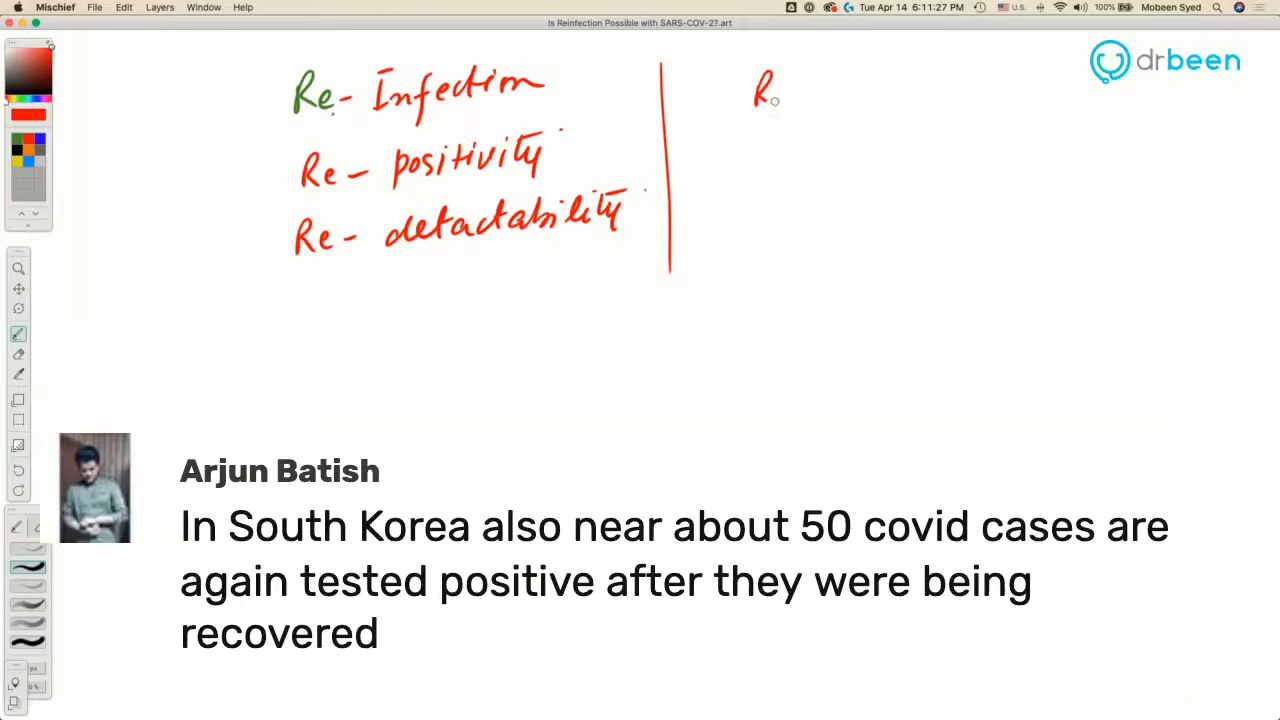 Mischief File Edit Layers Window Help U.S. 100% Tue Apr 14 6:11:27 PM Mobeen Syed
Is Reinfection Possible with SARS-COV-2?.art
drbeen
Re- Infection
Re- positivity
Re- detactability
R
Arjun Batish
In South Korea also near about 50 covid cases are
again tested positive after they were being
recovered